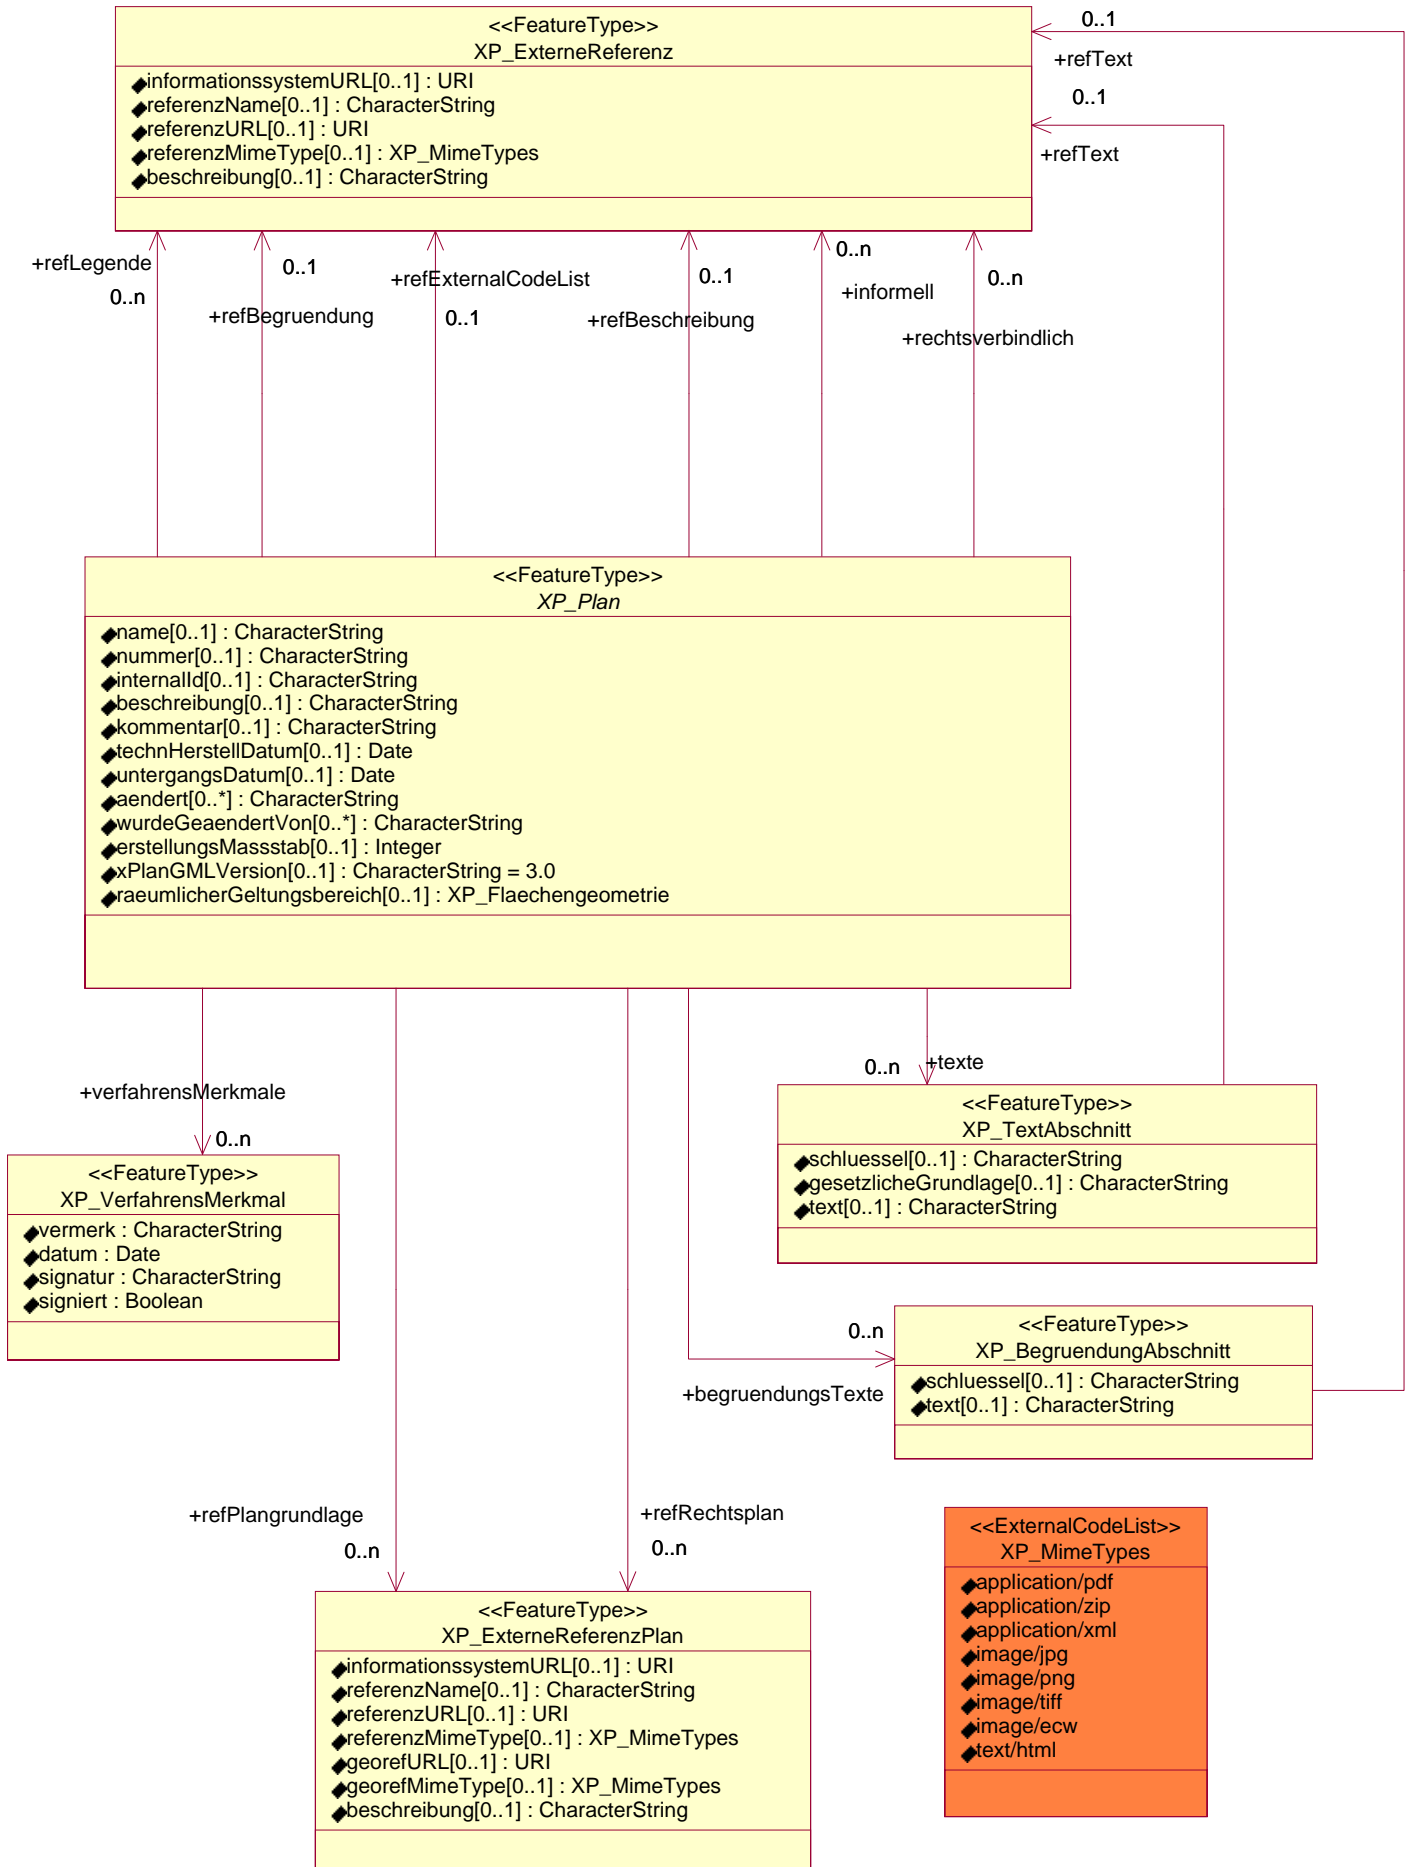 <<FeatureType>>
XP_ExterneReferenz
informationssystemURL[0..1] : URI
referenzName[0..1] : CharacterString
referenzURL[0..1] : URI
referenzMimeType[0..1] : XP_MimeTypes
beschreibung[0..1] : CharacterString
0..1
+refText
0..1
+refText
+refLegende
0..n
0..1
+refBegruendung
+refExternalCodeList
0..1
0..1
+refBeschreibung
0..n
+informell
0..n
+rechtsverbindlich
<<FeatureType>>
XP_Plan
name[0..1] : CharacterString
nummer[0..1] : CharacterString
internalId[0..1] : CharacterString
beschreibung[0..1] : CharacterString
kommentar[0..1] : CharacterString
technHerstellDatum[0..1] : Date
untergangsDatum[0..1] : Date
aendert[0..*] : CharacterString
wurdeGeaendertVon[0..*] : CharacterString
erstellungsMassstab[0..1] : Integer
xPlanGMLVersion[0..1] : CharacterString = 3.0
raeumlicherGeltungsbereich[0..1] : XP_Flaechengeometrie
+verfahrensMerkmale
0..n
0..n
+texte
<<FeatureType>>
XP_VerfahrensMerkmal
vermerk : CharacterString
datum : Date
signatur : CharacterString
signiert : Boolean
<<FeatureType>>
XP_TextAbschnitt
schluessel[0..1] : CharacterString
gesetzlicheGrundlage[0..1] : CharacterString
text[0..1] : CharacterString
0..n
+begruendungsTexte
<<FeatureType>>
XP_BegruendungAbschnitt
schluessel[0..1] : CharacterString
text[0..1] : CharacterString
+refPlangrundlage
0..n
+refRechtsplan
0..n
<<FeatureType>>
XP_ExterneReferenzPlan
informationssystemURL[0..1] : URI
referenzName[0..1] : CharacterString
referenzURL[0..1] : URI
referenzMimeType[0..1] : XP_MimeTypes
georefURL[0..1] : URI
georefMimeType[0..1] : XP_MimeTypes
beschreibung[0..1] : CharacterString
<<ExternalCodeList>>
XP_MimeTypes
application/pdf
application/zip
application/xml
image/jpg
image/png
image/tiff
image/ecw
text/html